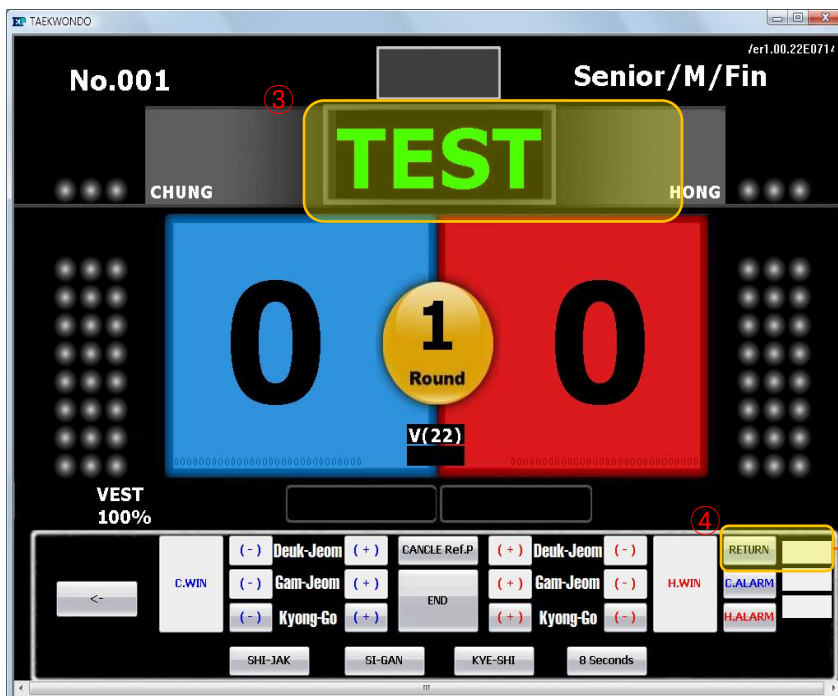 TAEKWONDO
/er1.00.22E0714
No.001
Senior/M/Fin
③
TEST
CHUNG
HONG
0
1
Round
0
V(22)
VEST
100%
④
<-
C.WIN
(-) Deuk-Jeom (+)
CANCLE Ref.P
(+) Deuk-Jeom (-)
H.WIN
RETURN
(-) Gam-Jeom (+)
END
(+) Gam-Jeom (-)
C.ALARM
(-) Kyong-Go (+)
(+) Kyong-Go (-)
H.ALARM
SHI-JAK
SI-GAN
KYE-SHI
8 Seconds